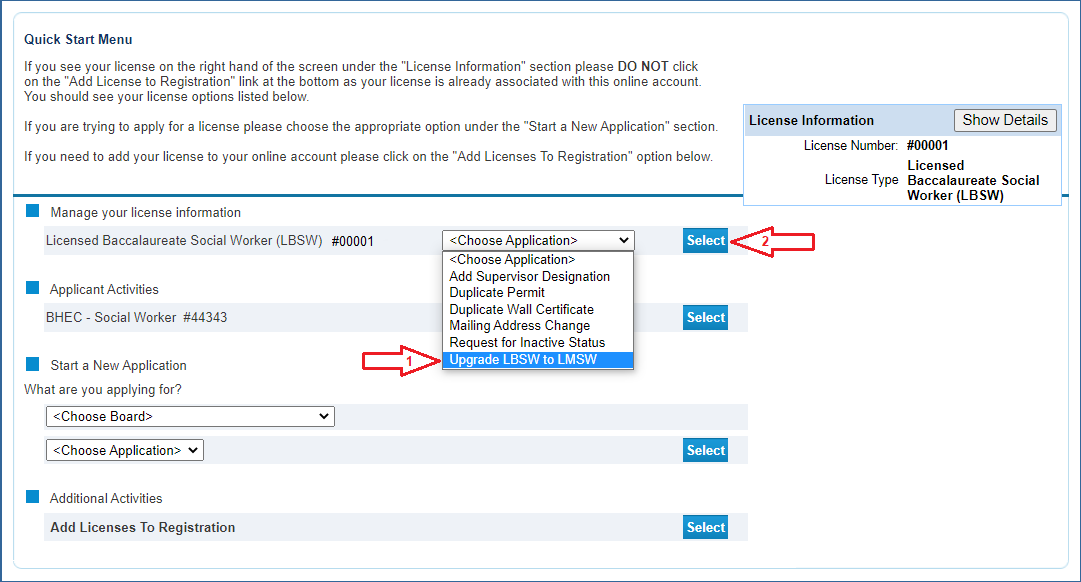 Quick Start Menu
If you see your license on the right hand of the screen under the "License Information" section please DO NOT click
on the "Add License to Registration" link at the bottom as your license is already associated with this online account.
You should see your license options listed below.
If you are trying to apply for a license please choose the appropriate option under the "Start a New Application" section.
If you need to add your license to your online account please click on the "Add Licenses To Registration" option below.
License Information Show Details
License Number: #00001
License Type Licensed
Baccalaureate Social
Worker (LBSW)
Manage your license information
Licensed Baccalaureate Social Worker (LBSW) #00001 <Choose Application> Select 2
<Choose Application>
Add Supervisor Designation
Duplicate Permit
Duplicate Wall Certificate
Mailing Address Change
Request for Inactive Status
1 Upgrade LBSW to LMSW
Applicant Activities
BHEC - Social Worker #44343 Select
Start a New Application
What are you applying for?
<Choose Board>
<Choose Application> Select
Additional Activities
Add Licenses To Registration Select